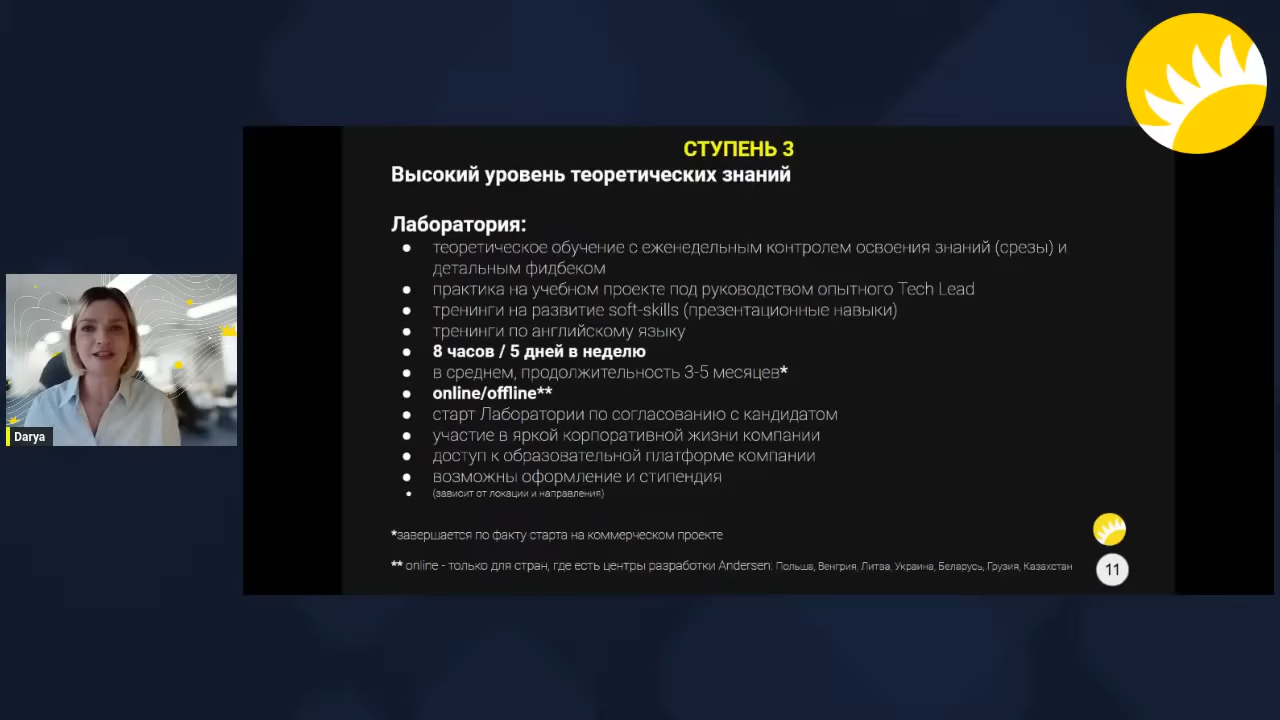 СТУПЕНЬ 3
Высокий уровень теоретических знаний
Лаборатория:
● теоретическое обучение с еженедельным контролем освоения знаний (срезы) и
детальным фидбеком
● практика на учебном проекте под руководством опытного Tech Lead
● тренинги на развитие soft-skills (презентационные навыки)
● тренинги по английскому языку
● 8 часов / 5 дней в неделю
● в среднем, продолжительность 3-5 месяцев*
● online/offline**
● старт Лаборатории по согласованию с кандидатом
● участие в яркой корпоративной жизни компании
● доступ к образовательной платформе компании
● возможны оформление и стипендия
● (зависит от локации и направления)
*завершается по факту старта на коммерческом проекте
** online - только для стран, где есть центры разработки Andersen: Польша, Венгрия, Литва, Украина, Беларусь, Грузия, Казахстан
11
Darya